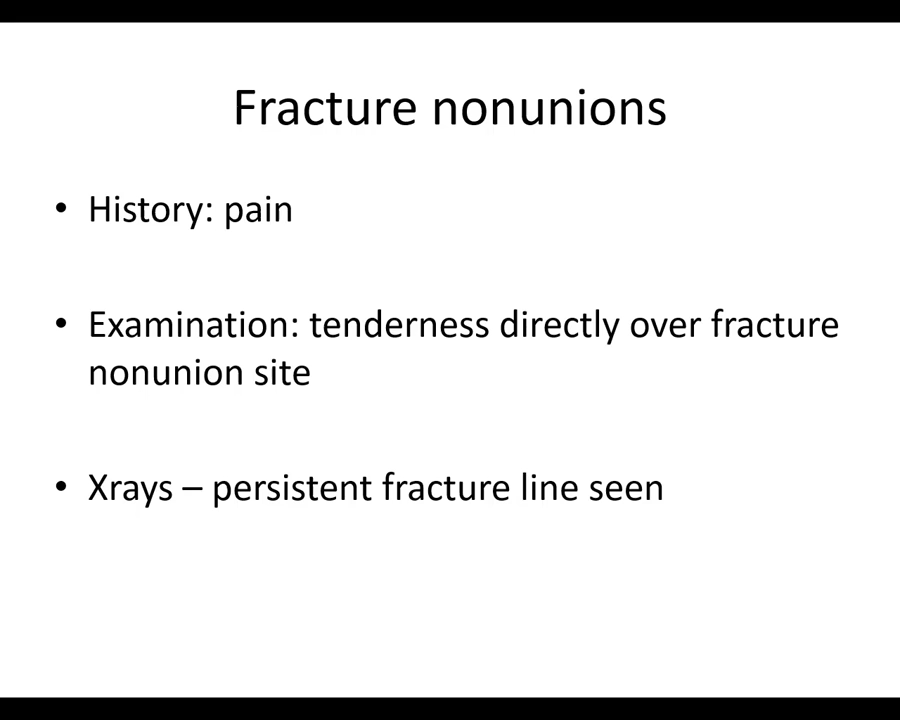 Fracture nonunions
• History: pain
• Examination: tenderness directly over fracture
nonunion site
• Xrays – persistent fracture line seen